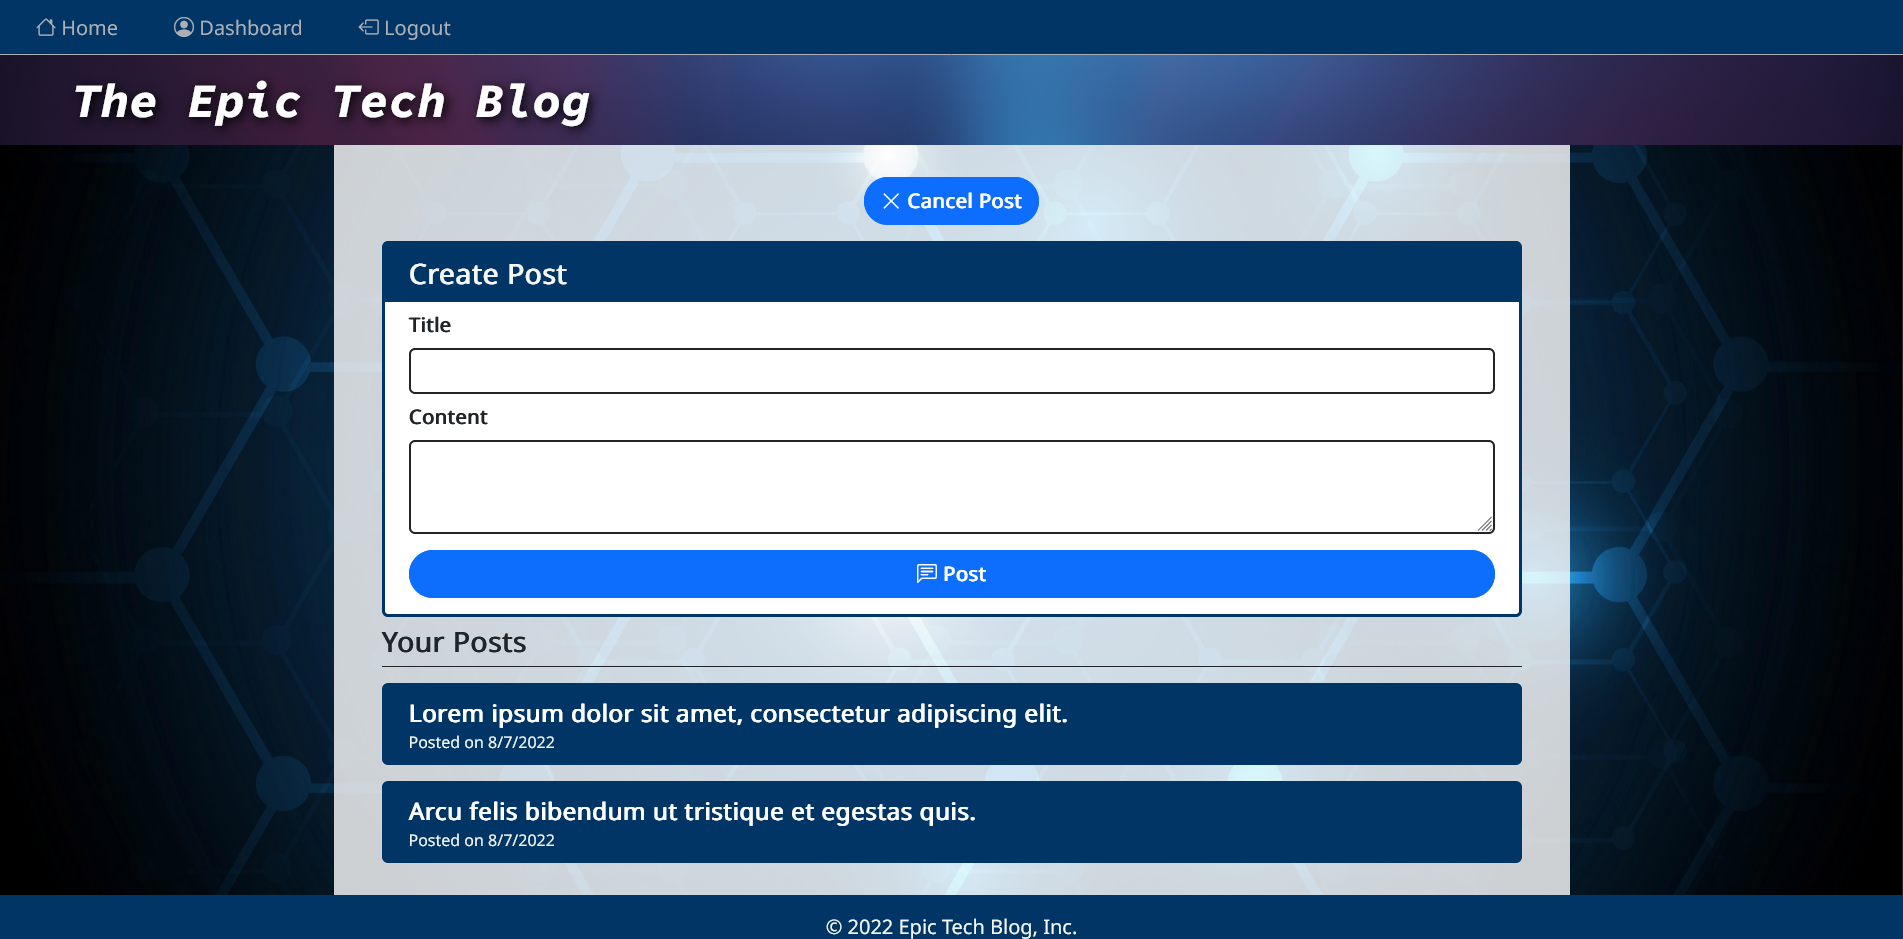 Home Dashboard Logout
The Epic Tech Blog
Cancel Post
Create Post
Title
Content
Post
Your Posts
Lorem ipsum dolor sit amet, consectetur adipiscing elit.
Posted on 8/7/2022
Arcu felis bibendum ut tristique et egestas quis.
Posted on 8/7/2022
© 2022 Epic Tech Blog, Inc.